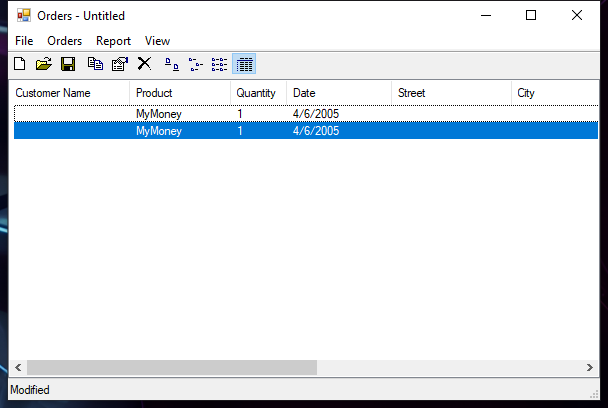 Orders - Untitled
File Orders Report View
Customer Name Product Quantity Date Street City
MyMoney 1 4/6/2005
MyMoney 1 4/6/2005
Modified